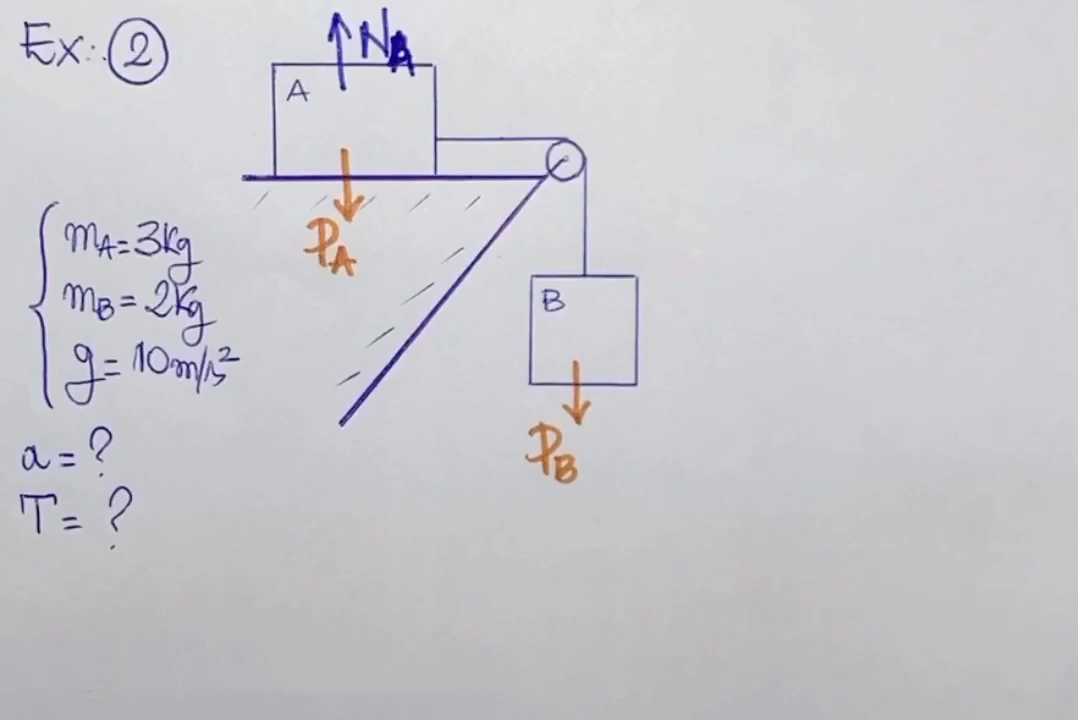 Ex: 2
NA
A
PA
mA=3kg
mB=2kg
g=10m/s²
B
PB
a=?
T=?